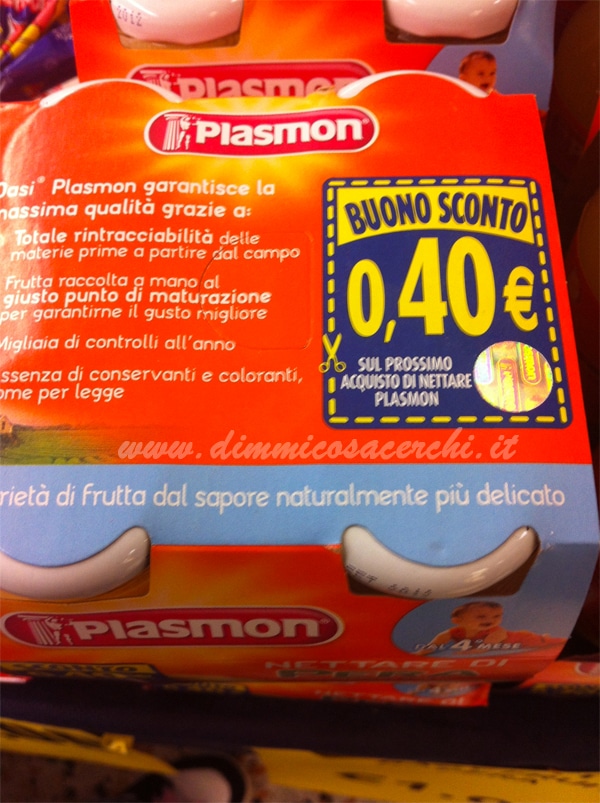 2012
Plasmon
Plasmon
Oasi® Plasmon garantisce la
massima qualità grazie a:
Totale rintracciabilità delle
materie prime a partire dal campo
Frutta raccolta a mano al
giusto punto di maturazione
per garantirne il gusto migliore
Migliaia di controlli all'anno
Assenza di conservanti e coloranti,
come per legge
BUONO SCONTO
0,40€
SUL PROSSIMO
ACQUISTO DI NETTARE
PLASMON
www.dimmicosacerchi.it
rietà di frutta dal sapore naturalmente più delicato
2012
Plasmon
DAL 4° MESE
NETTARE DI
PERA